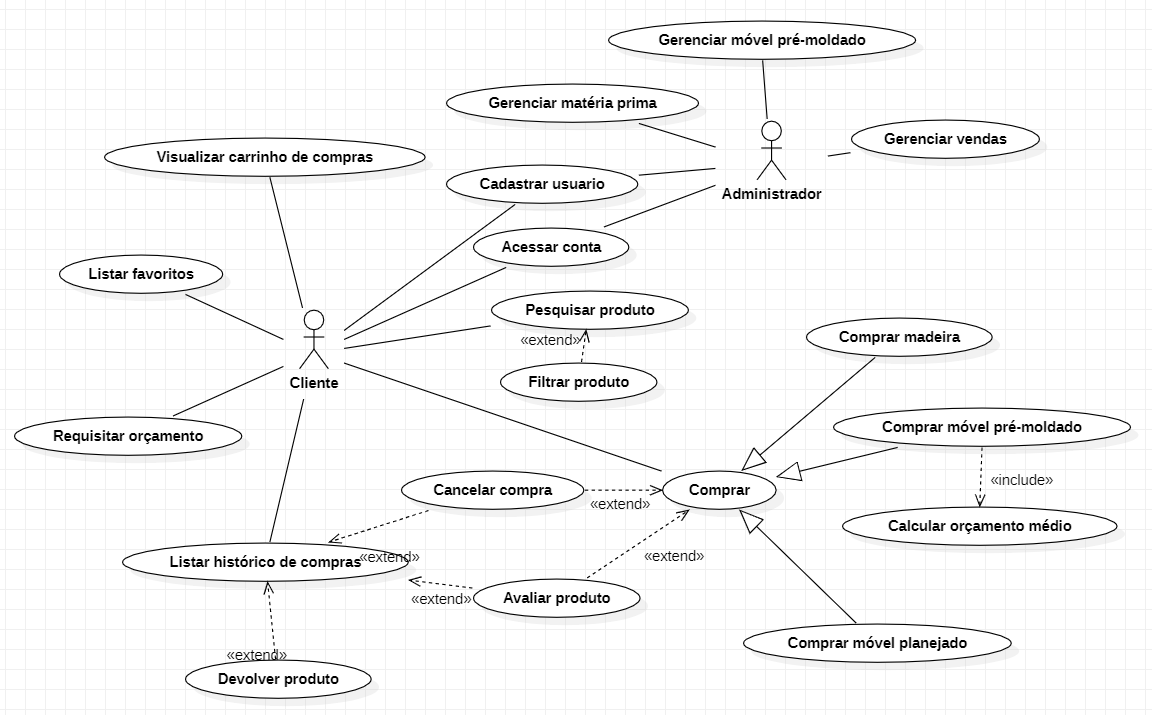 Gerenciar móvel pré-moldado
Gerenciar matéria prima
Gerenciar vendas
Visualizar carrinho de compras
Cadastrar usuario
Administrador
Acessar conta
Listar favoritos
Pesquisar produto
«extend»
Comprar madeira
Cliente
Filtrar produto
Comprar móvel pré-moldado
Requisitar orçamento
«include»
Cancelar compra
Comprar
«extend»
Calcular orçamento médio
«extend»
«extend»
Listar histórico de compras
Avaliar produto
«extend»
Comprar móvel planejado
«extend»
Devolver produto